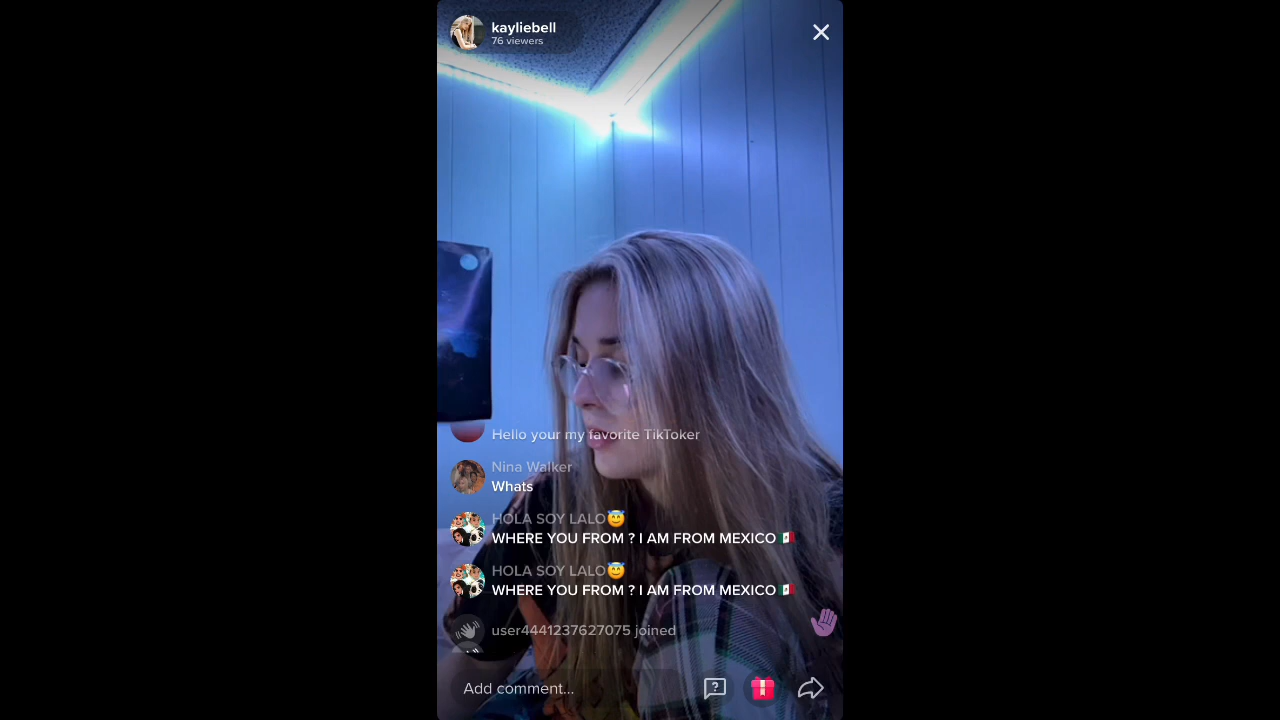 kayliebell
76 viewers
Hello your my favorite TikToker
Nina Walker
Whats
HOLA SOY LALO😇
WHERE YOU FROM ? I AM FROM MEXICO 🇲🇽
HOLA SOY LALO😇
WHERE YOU FROM ? I AM FROM MEXICO 🇲🇽
user4441237627075 joined
Add comment...